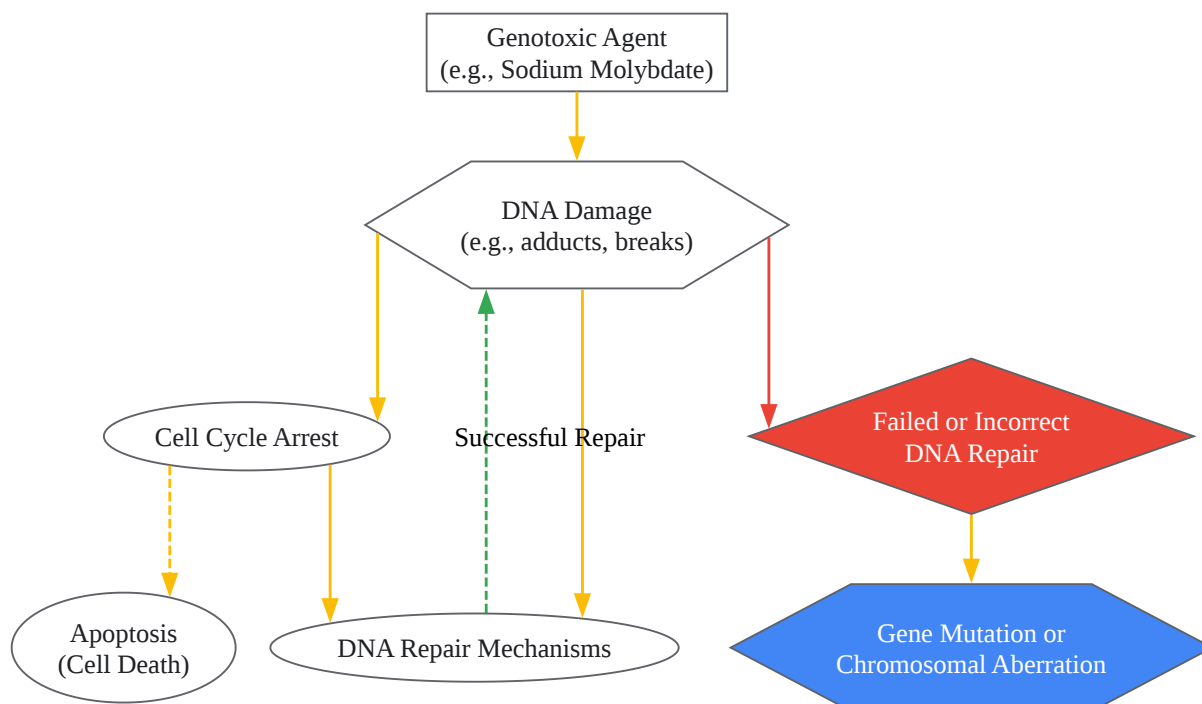 Genotoxic Agent
(e.g., Sodium Molybdate)
DNA Damage
(e.g., adducts, breaks)
Cell Cycle Arrest
Successful Repair
Failed or Incorrect
DNA Repair
Apoptosis
(Cell Death)
DNA Repair Mechanisms
Gene Mutation or
Chromosomal Aberration